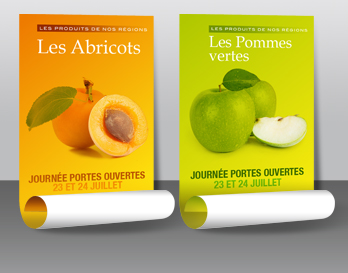 LES PRODUITS DE NOS RÉGIONS
Les Abricots
JOURNÉE PORTES OUVERTES
23 ET 24 JUILLET
LES PRODUITS DE NOS RÉGIONS
Les Pommes
vertes
JOURNÉE PORTES OUVERTES
23 ET 24 JUILLET